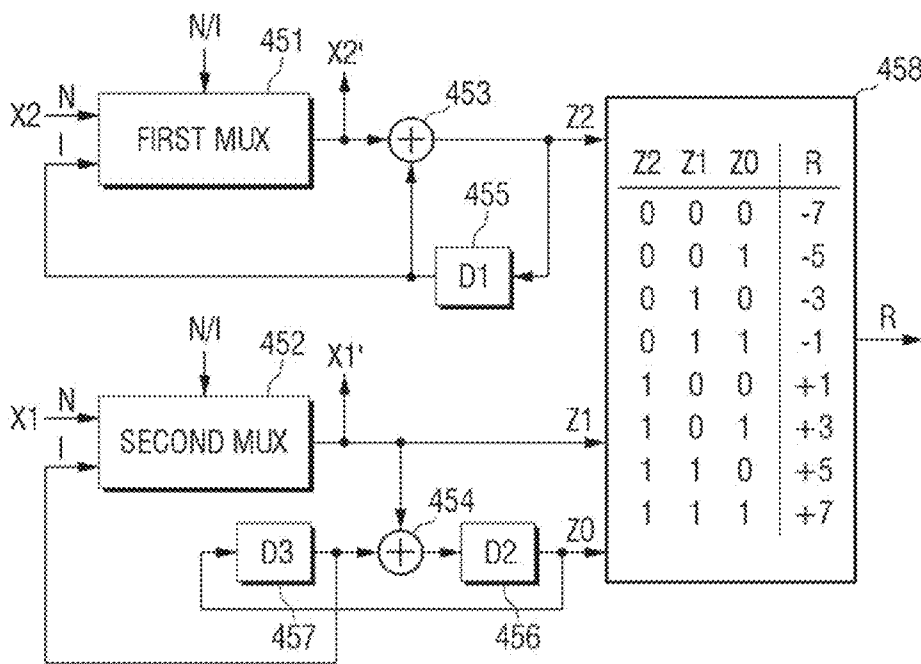 N/I
451
X2'
458
X2
N
I
FIRST MUX
453
Z2
455
D1
Z2 Z1 Z0 R
0 0 0 -7
0 0 1 -5
0 1 0 -3
0 1 1 -1
1 0 0 +1
1 0 1 +3
1 1 0 +5
1 1 1 +7
R
N/I
452
X1'
X1
N
I
SECOND MUX
Z1
454
Z0
D3
D2
457
456